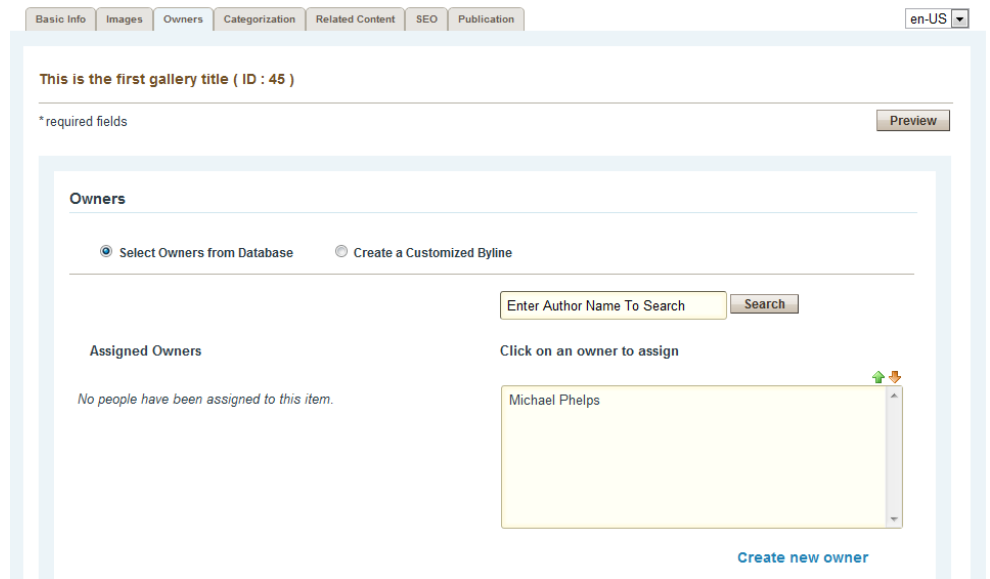 Basic Info Images Owners Categorization Related Content SEO Publication en-US
This is the first gallery title ( ID : 45 )
* required fields Preview
Owners
Select Owners from Database Create a Customized Byline
Enter Author Name To Search Search
Assigned Owners Click on an owner to assign
No people have been assigned to this item. Michael Phelps
Create new owner